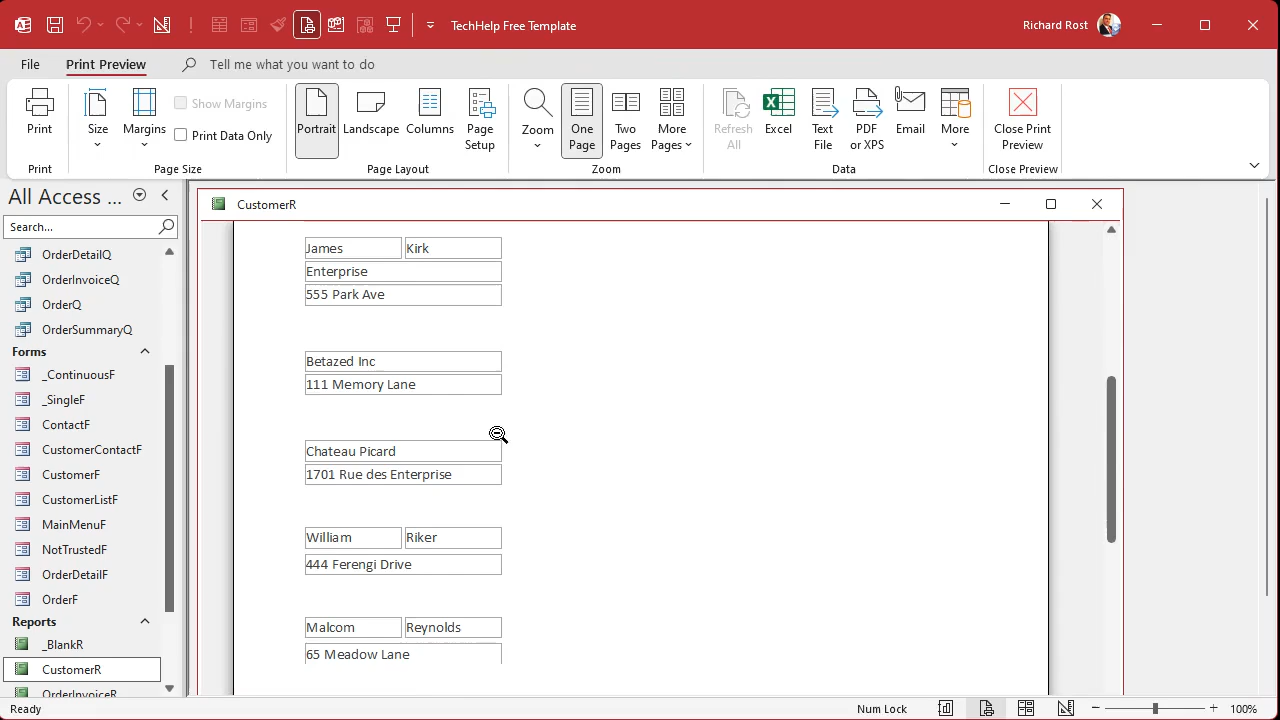 TechHelp Free Template
Richard Rost
File
Print Preview
Tell me what you want to do
Print
Size
Margins
Show Margins
Print Data Only
Portrait
Landscape
Columns
Page Setup
Zoom
One Page
Two Pages
More Pages
Refresh All
Excel
Text File
PDF or XPS
Email
More
Close Print Preview
Print
Page Size
Page Layout
Zoom
Data
Close Preview
All Access ...
Search...
OrderDetailQ
OrderInvoiceQ
OrderQ
OrderSummaryQ
Forms
_ContinuousF
_SingleF
ContactF
CustomerContactF
CustomerF
CustomerListF
MainMenuF
NotTrustedF
OrderDetailF
OrderF
Reports
_BlankR
CustomerR
OrderInvoiceR
CustomerR
James Kirk
Enterprise
555 Park Ave
Betazed Inc
111 Memory Lane
Chateau Picard
1701 Rue des Enterprise
William Riker
444 Ferengi Drive
Malcom Reynolds
65 Meadow Lane
Ready
Num Lock
100%